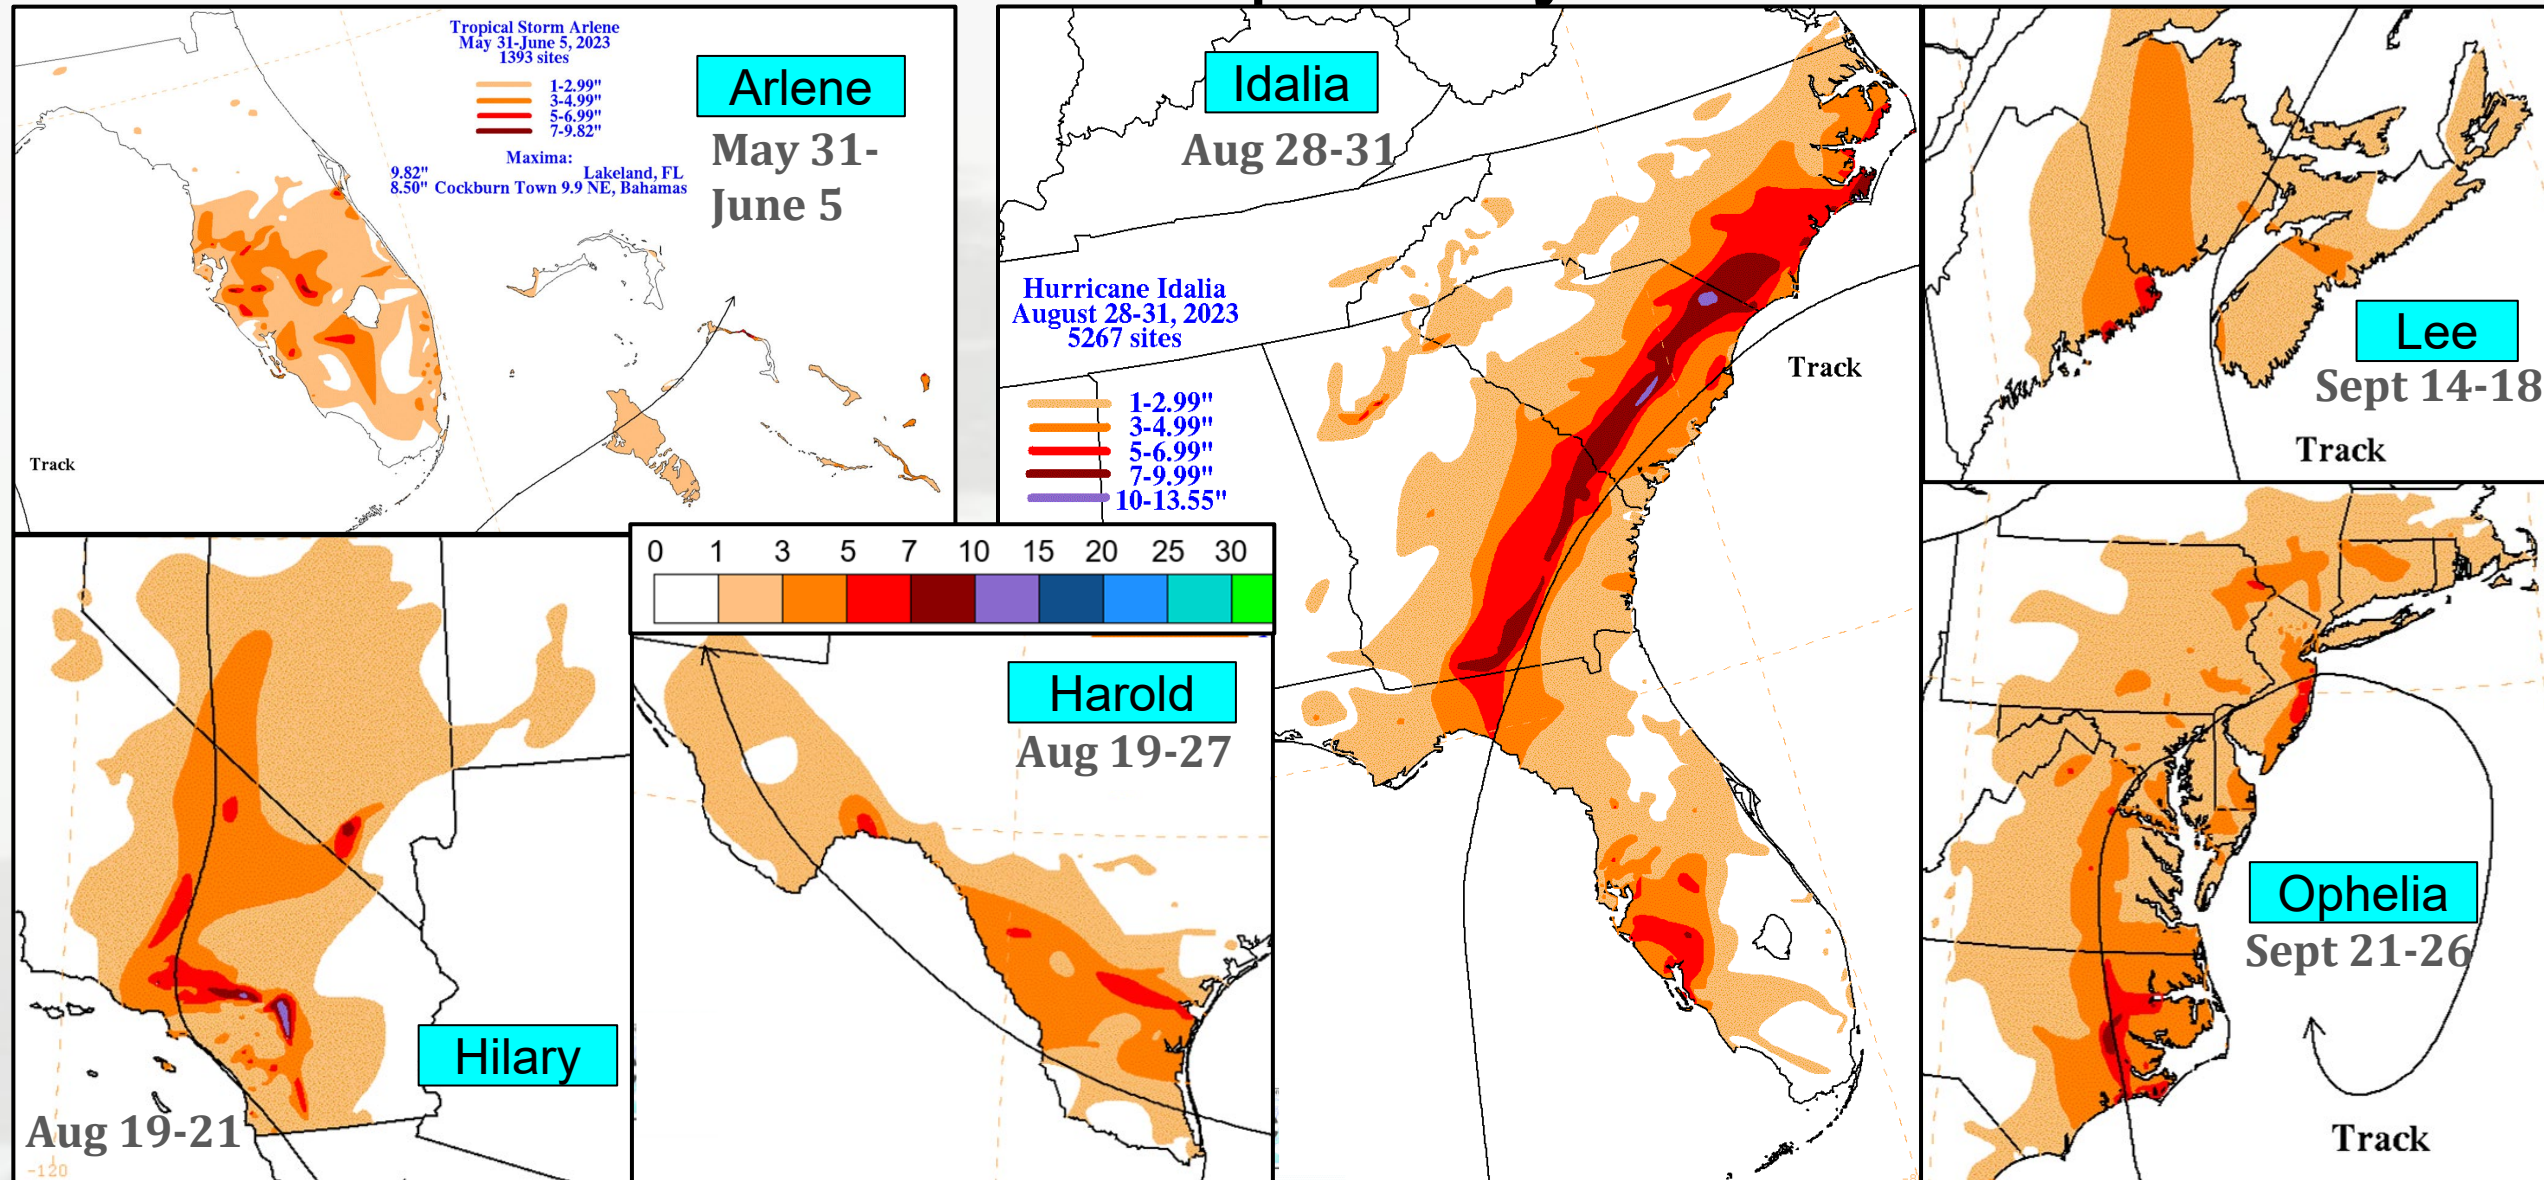 Tropical Storm Arlene
May 31-June 5, 2023
1393 sites
1-2.99"
3-4.99"
5-6.99"
7-9.82"
Maxima:
9.82" Lakeland, FL
8.50" Cockburn Town 9.9 NE, Bahamas
Arlene
May 31-
June 5
Track
Idalia
Aug 28-31
Hurricane Idalia
August 28-31, 2023
5267 sites
1-2.99"
3-4.99"
5-6.99"
7-9.99"
10-13.55"
Track
Lee
Sept 14-18
Track
0 1 3 5 7 10 15 20 25 30
Hilary
Aug 19-21
-120
Harold
Aug 19-27
Ophelia
Sept 21-26
Track